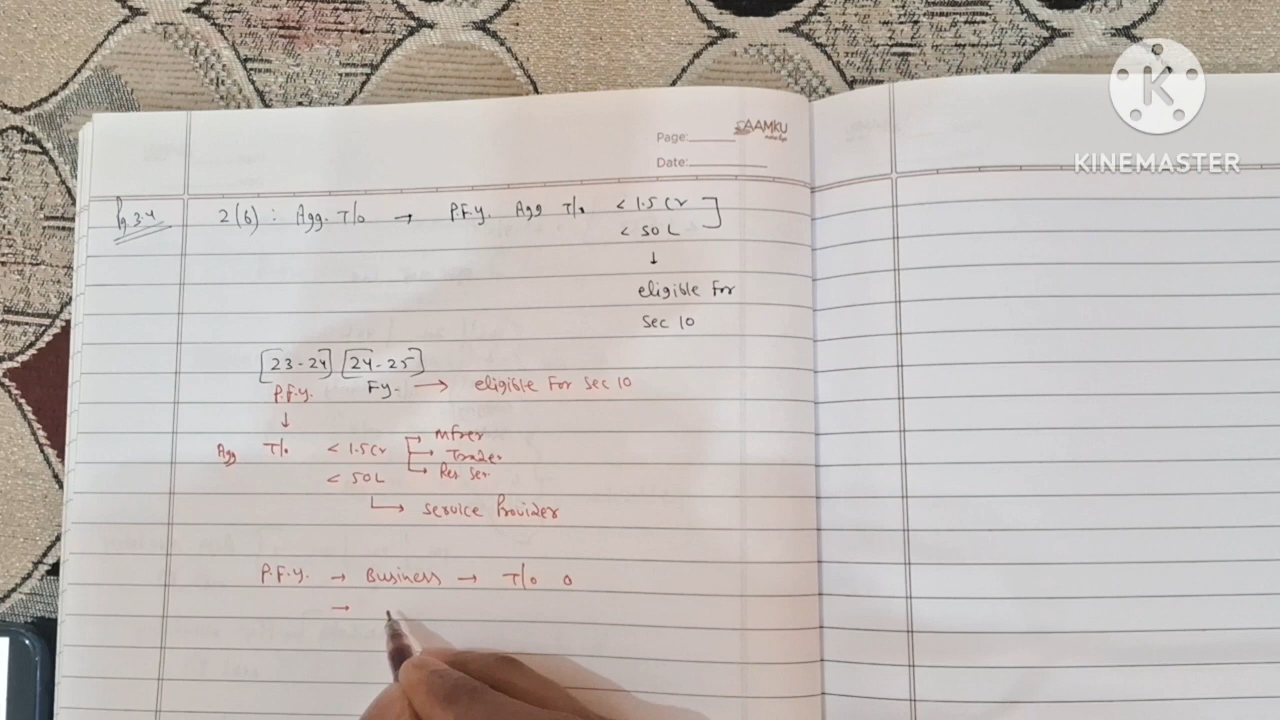 K
KINEMASTER
SAAMKU
Page:
Date:
Pg 3.4
2(6) : Agg. T/o → P.F.y. Agg T/o < 1.5 Cr
< 50 L
↓
eligible For
Sec 10
[23-24] [24-25]
P.F.y. Fy. → eligible For Sec 10
↓
Agg T/o < 1.5 Cr → mfrer
→ Trader
< 50L → Res Ser.
→ Service Provider
P.F.y. → Business → T/o 0
→